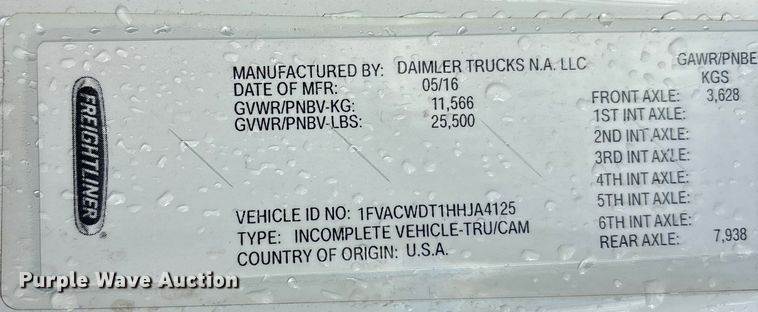 FREIGHTLINER
MANUFACTURED BY: DAIMLER TRUCKS N.A. LLC
DATE OF MFR: 05/16
GVWR/PNBV-KG: 11,566
GVWR/PNBV-LBS: 25,500
VEHICLE ID NO: 1FVACWDT1HHJA4125
TYPE: INCOMPLETE VEHICLE-TRU/CAM
COUNTRY OF ORIGIN: U.S.A.
GAWR/PNBE
KGS
FRONT AXLE: 3,628
1ST INT AXLE:
2ND INT AXLE:
3RD INT AXLE:
4TH INT AXLE:
5TH INT AXLE:
6TH INT AXLE:
REAR AXLE: 7,938
Purple Wave Auction